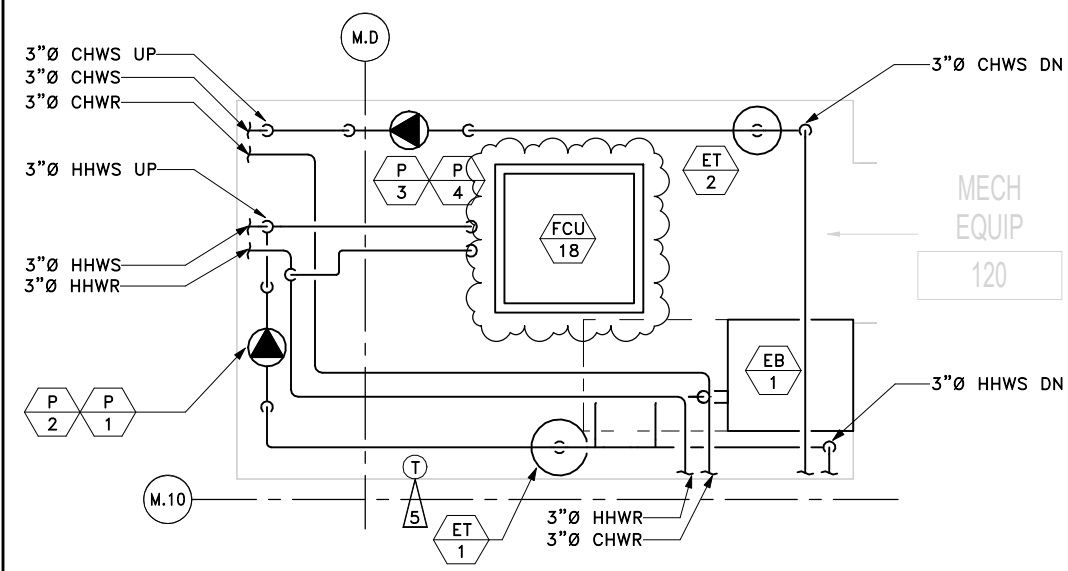 M.D
3"Ø CHWS UP
3"Ø CHWS
3"Ø CHWR
3"Ø CHWS DN
P
3
P
4
ET
2
3"Ø HHWS UP
MECH
EQUIP
120
FCU
18
3"Ø HHWS
3"Ø HHWR
EB
1
P
2
P
1
3"Ø HHWS DN
T
5
M.10
ET
1
3"Ø HHWR
3"Ø CHWR